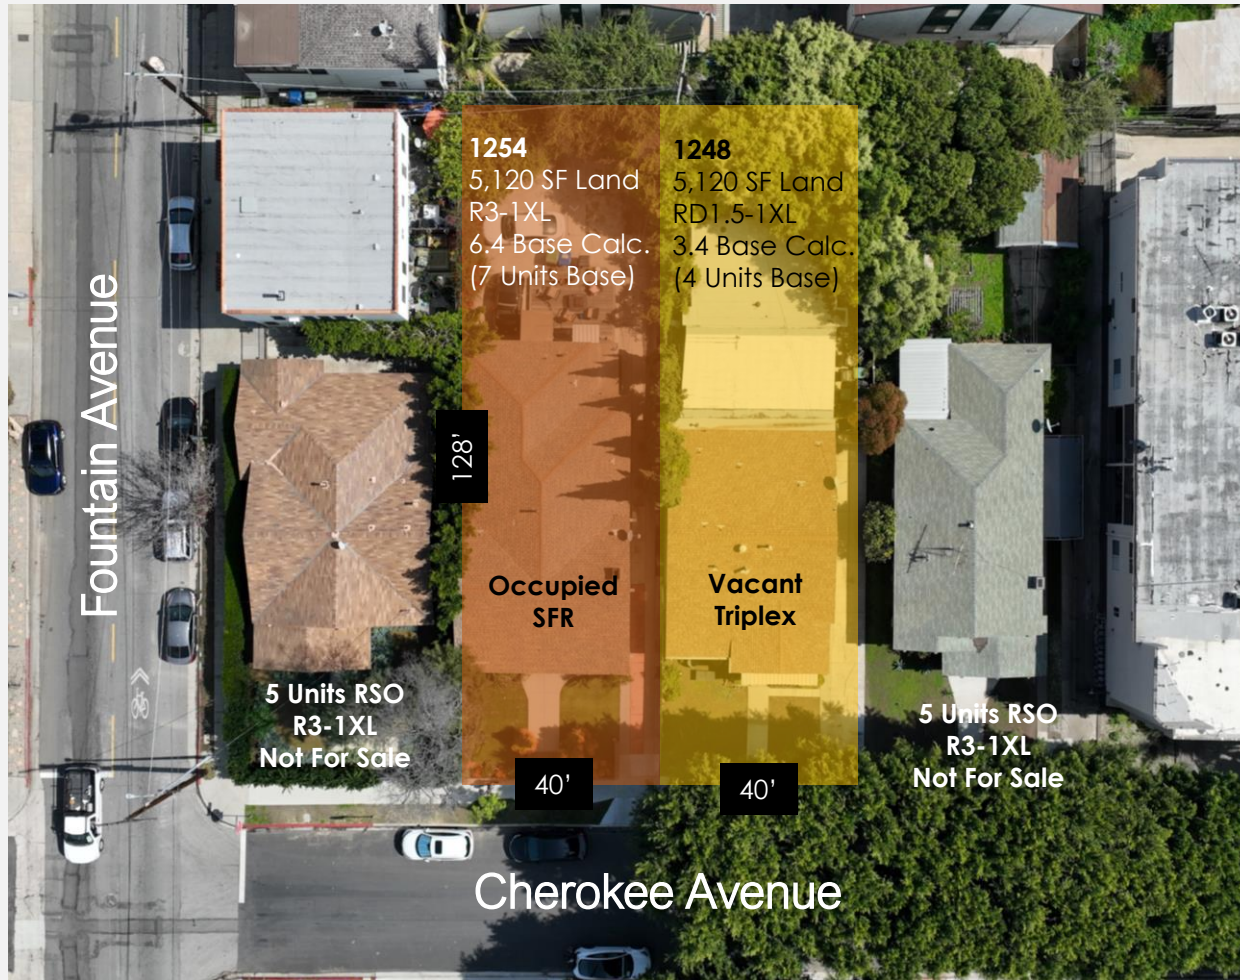 1254
5,120 SF Land
R3-1XL
6.4 Base Calc.
(7 Units Base)
1248
5,120 SF Land
RD1.5-1XL
3.4 Base Calc.
(4 Units Base)
Fountain Avenue
128’
Occupied
SFR
Vacant
Triplex
5 Units RSO
R3-1XL
Not For Sale
5 Units RSO
R3-1XL
Not For Sale
40’
40’
Cherokee Avenue